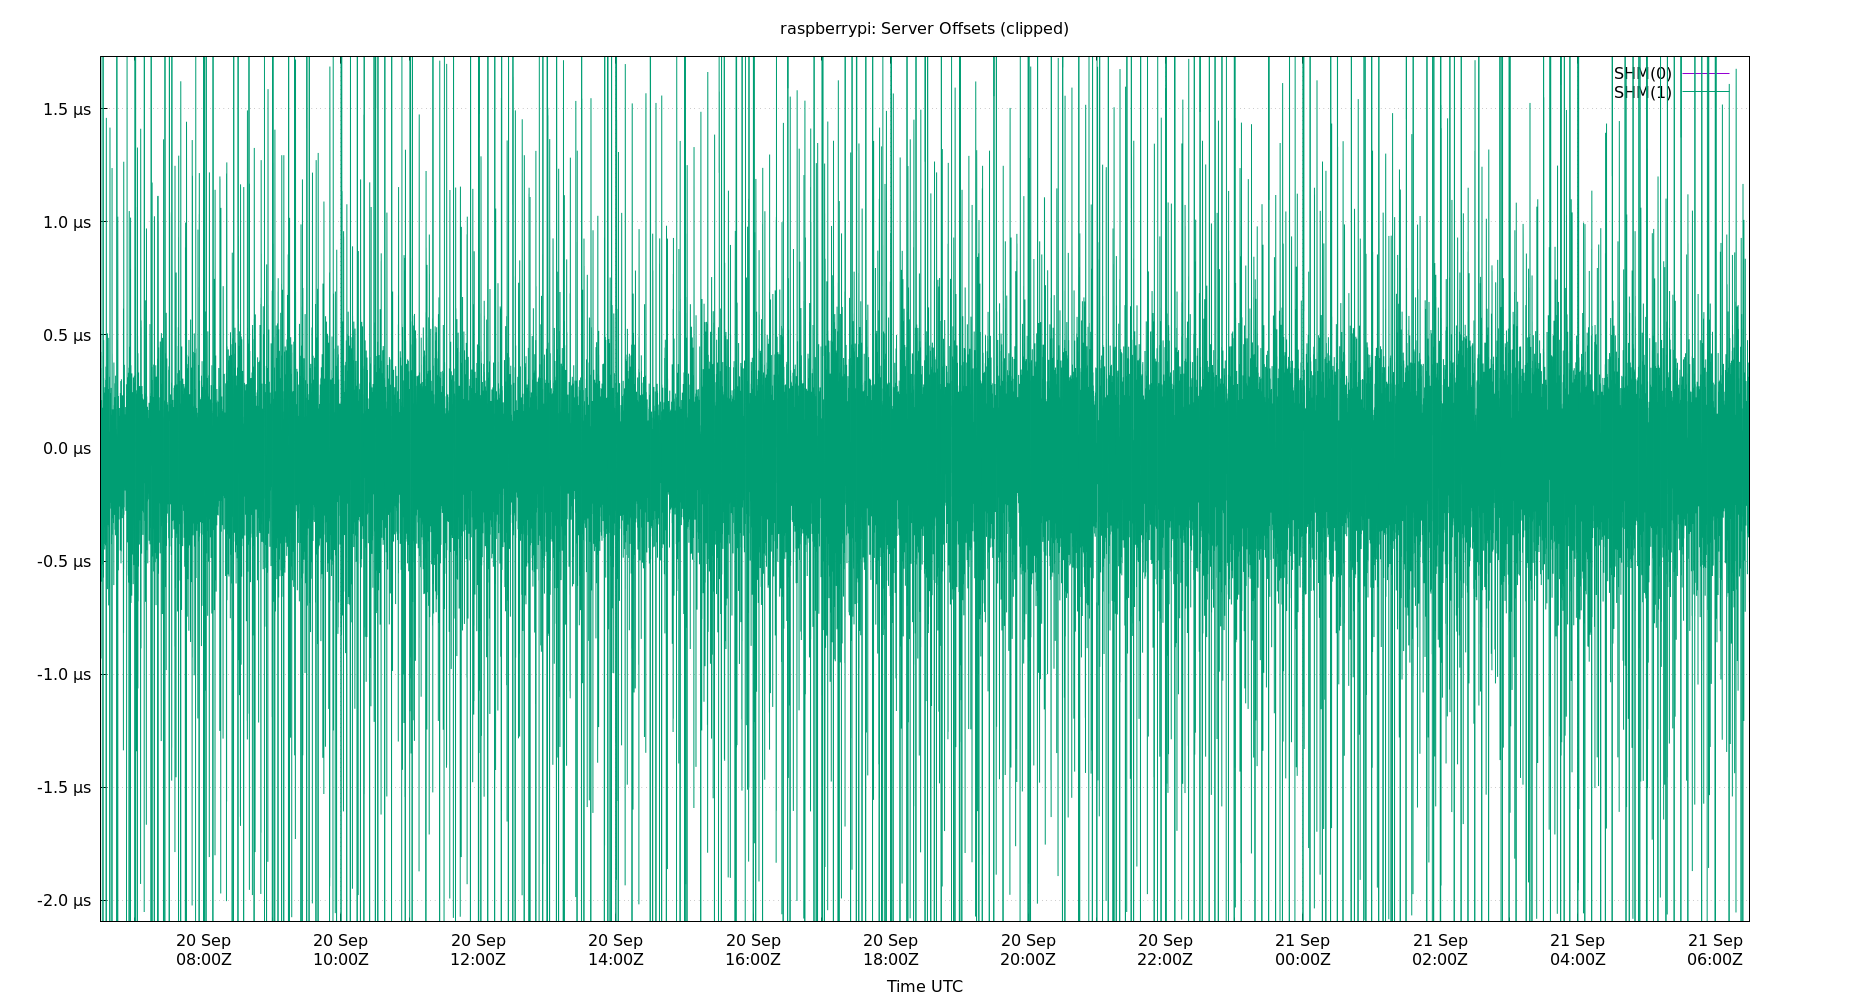 raspberrypi: Server Offsets (clipped)
SHM(0)
SHM(1)
1.5 µs
1.0 µs
0.5 µs
0.0 µs
-0.5 µs
-1.0 µs
-1.5 µs
-2.0 µs
20 Sep 20 Sep 20 Sep 20 Sep 20 Sep 20 Sep 20 Sep 20 Sep 21 Sep 21 Sep 21 Sep 21 Sep
08:00Z 10:00Z 12:00Z 14:00Z 16:00Z 18:00Z 20:00Z 22:00Z 00:00Z 02:00Z 04:00Z 06:00Z
Time UTC